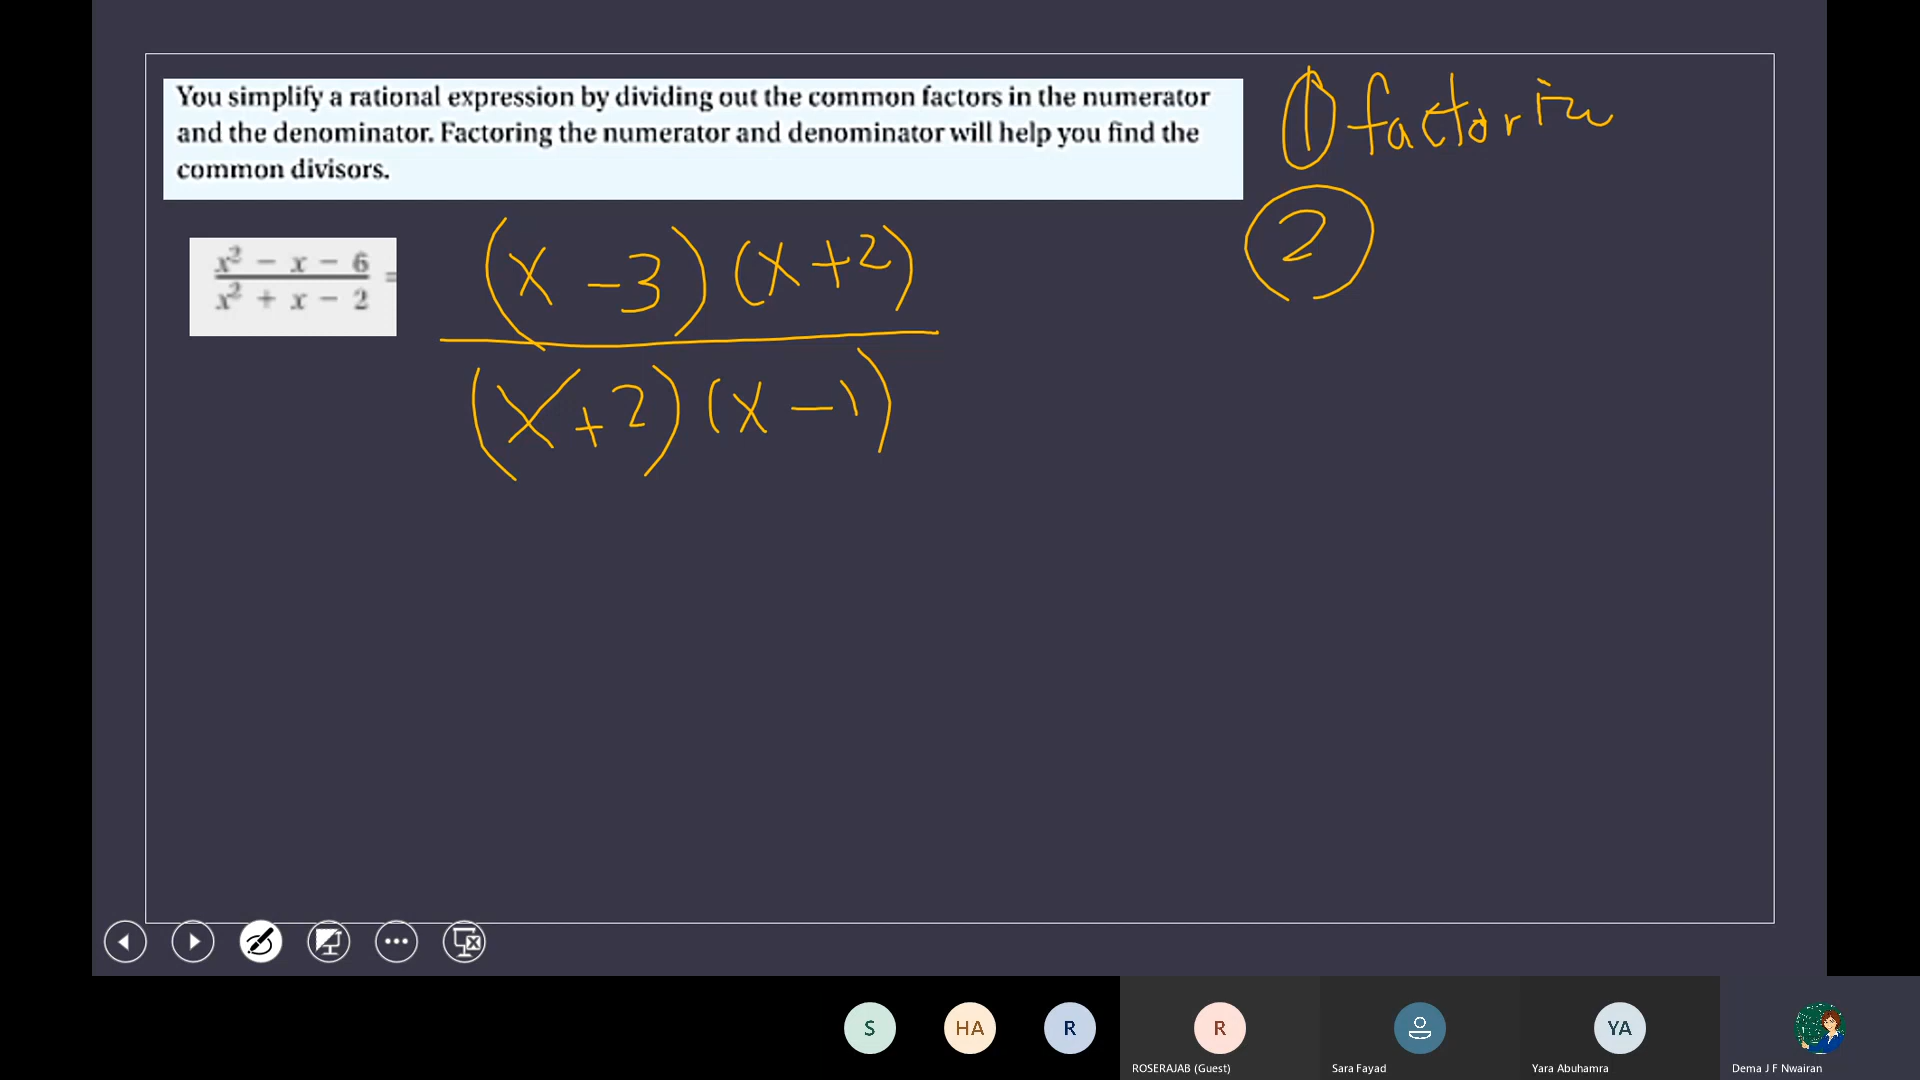 You simplify a rational expression by dividing out the common factors in the numerator
and the denominator. Factoring the numerator and denominator will help you find the
common divisors.
① factoriz
②
x² − x − 6
x² + x − 2
=
(x −3) (x+2)
(x+2) (x−1)
S
HA
R
R
YA
ROSERAJAB (Guest)
Sara Fayad
Yara Abuhamra
Dema J F Nwairan